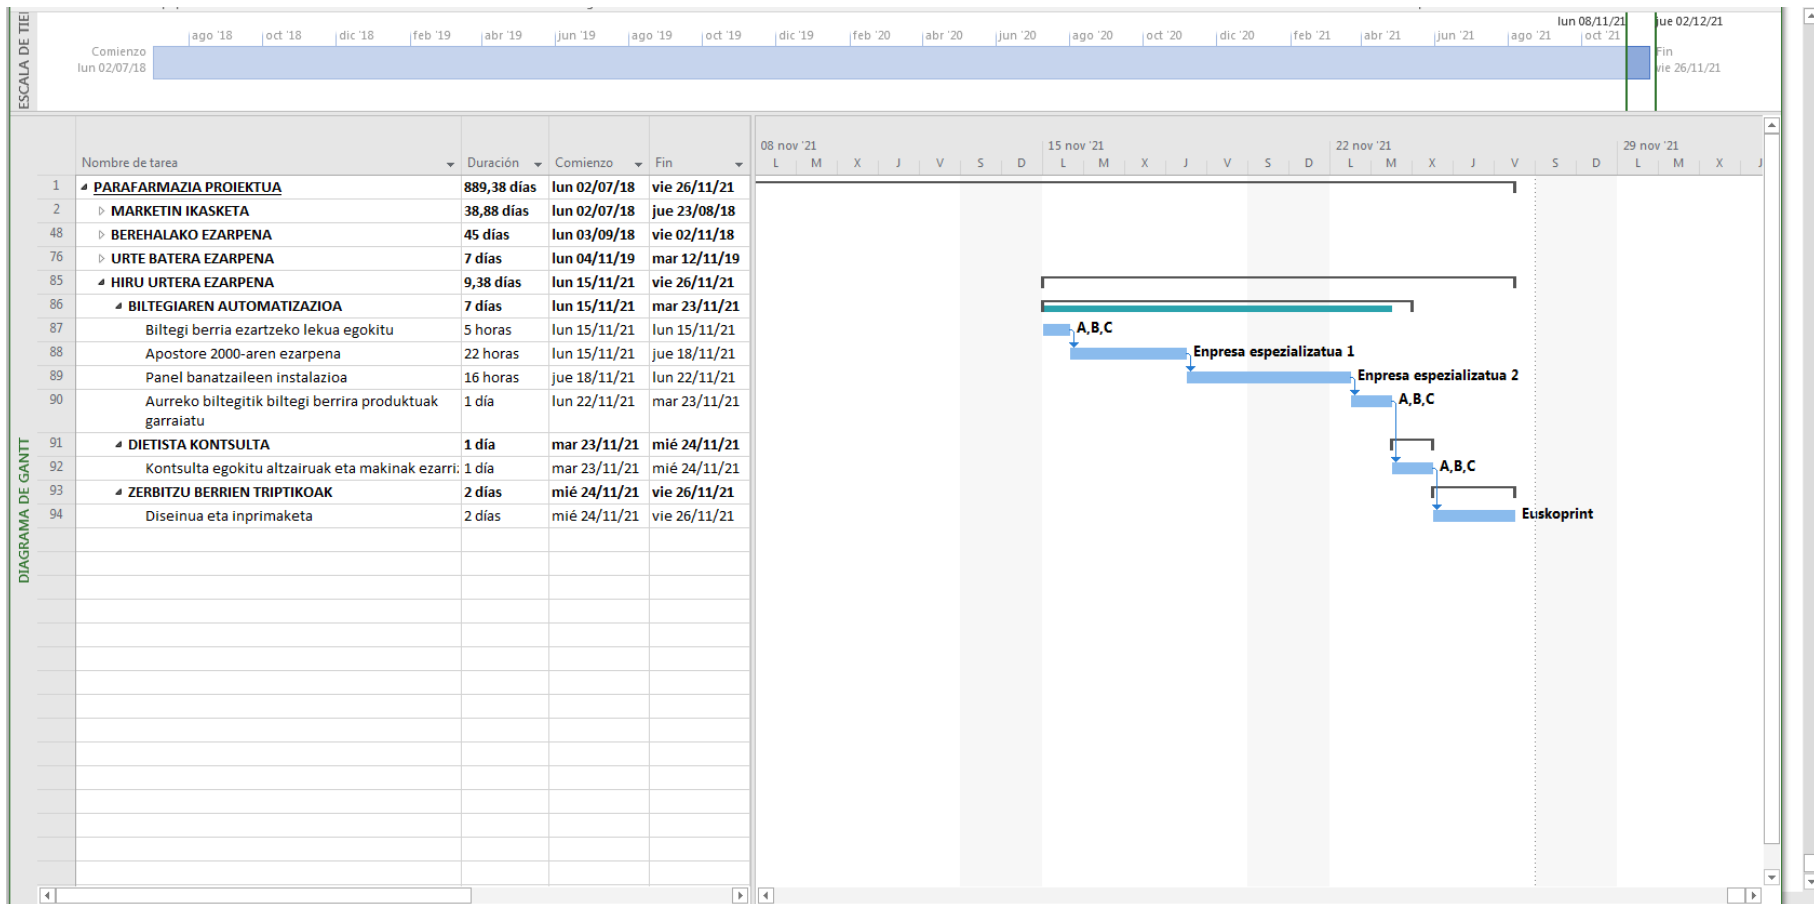 lun 08/11/21 jue 02/12/21
ago '18 oct '18 dic '18 feb '19 abr '19 jun '19 ago '19 oct '19 dic '19 feb '20 abr '20 jun '20 ago '20 oct '20 dic '20 feb '21 abr '21 jun '21 ago '21 oct '21
Comienzo
lun 02/07/18
Fin
vie 26/11/21
DIAGRAMA DE GANTT
08 nov '21 15 nov '21 22 nov '21 29 nov '21
Nombre de tarea Duración Comienzo Fin L M X J V S D L M X J V S D L M X J V S D L M X
1 PARAFARMAZIA PROIEKTUA 889,38 días lun 02/07/18 vie 26/11/21
2 MARKETIN IKASKETA 38,88 días lun 02/07/18 jue 23/08/18
48 BEREHALAKO EZARPENA 45 días lun 03/09/18 vie 02/11/18
76 URTE BATERA EZARPENA 7 días lun 04/11/19 mar 12/11/19
85 HIRU URTERA EZARPENA 9,38 días lun 15/11/21 vie 26/11/21
86 BILTEGIAREN AUTOMATIZAZIOA 7 días lun 15/11/21 mar 23/11/21
87 Biltegi berria ezartzeko lekua egokitu 5 horas lun 15/11/21 lun 15/11/21 A,B,C
88 Apostore 2000-aren ezarpena 22 horas lun 15/11/21 jue 18/11/21 Enpresa espezializatua 1
89 Panel banatzaileen instalazioa 16 horas jue 18/11/21 lun 22/11/21 Enpresa espezializatua 2
90 Aurreko biltegitik biltegi berrira produktuak 1 día lun 22/11/21 mar 23/11/21 A,B,C
garraiatu
91 DIETISTA KONTSULTA 1 día mar 23/11/21 mié 24/11/21
92 Kontsulta egokitu altzairuak eta makinak 1 día mar 23/11/21 mié 24/11/21 A,B,C
93 ZERBITZU BERRIEN TRIPTIKOAK 2 días mié 24/11/21 vie 26/11/21
94 Diseinua eta inprimaketa 2 días mié 24/11/21 vie 26/11/21 Euskoprint
ESCALA DE